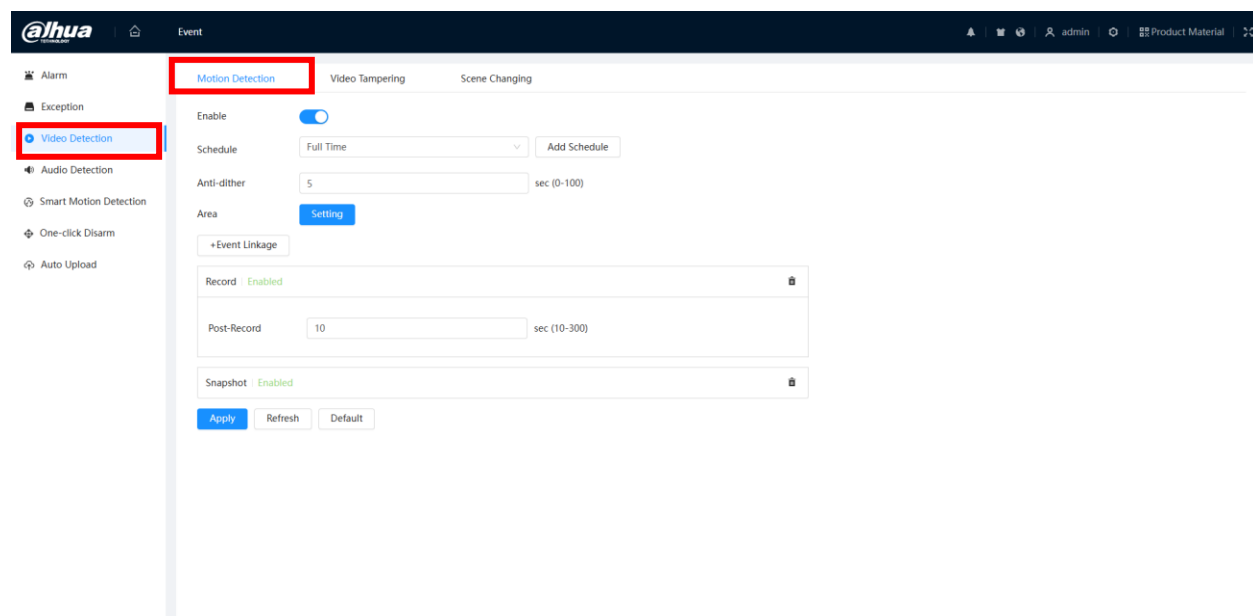 alhua
TECHNOLOGY
Event
admin
Product Material
Alarm
Exception
Video Detection
Audio Detection
Smart Motion Detection
One-click Disarm
Auto Upload
Motion Detection Video Tampering Scene Changing
Enable
Schedule Full Time Add Schedule
Anti-dither 5 sec (0-100)
Area Setting
+Event Linkage
Record Enabled
Post-Record 10 sec (10-300)
Snapshot Enabled
Apply Refresh Default